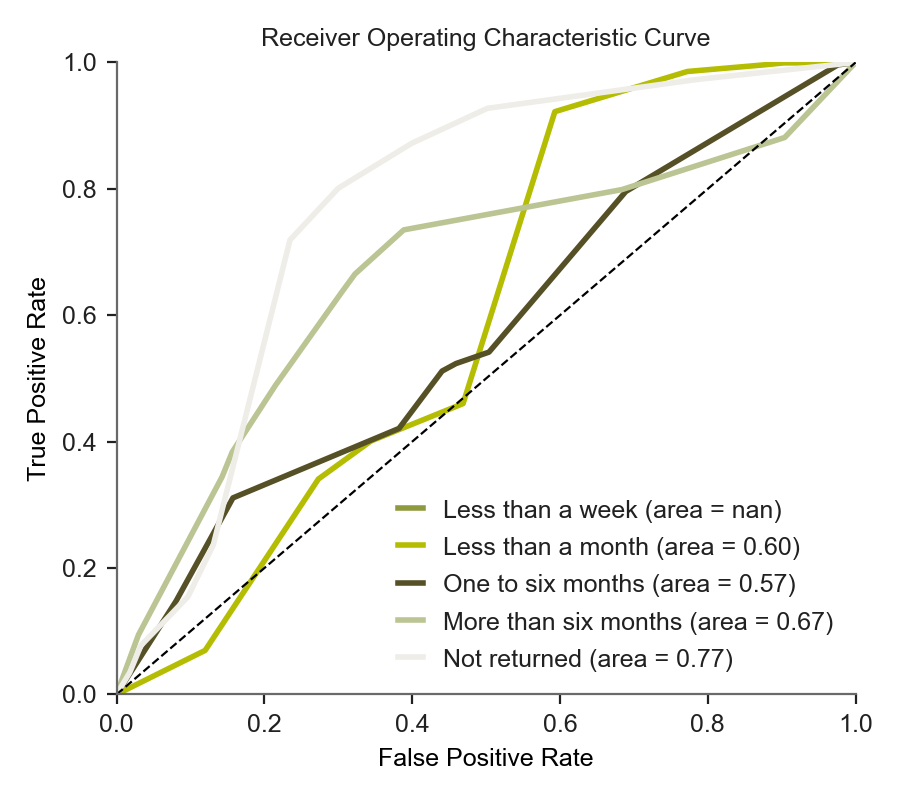 Receiver Operating Characteristic Curve
1.0
0.8
0.6
0.4
0.2
0.0
True Positive Rate
Less than a week (area = nan)
Less than a month (area = 0.60)
One to six months (area = 0.57)
More than six months (area = 0.67)
Not returned (area = 0.77)
0.0 0.2 0.4 0.6 0.8 1.0
False Positive Rate